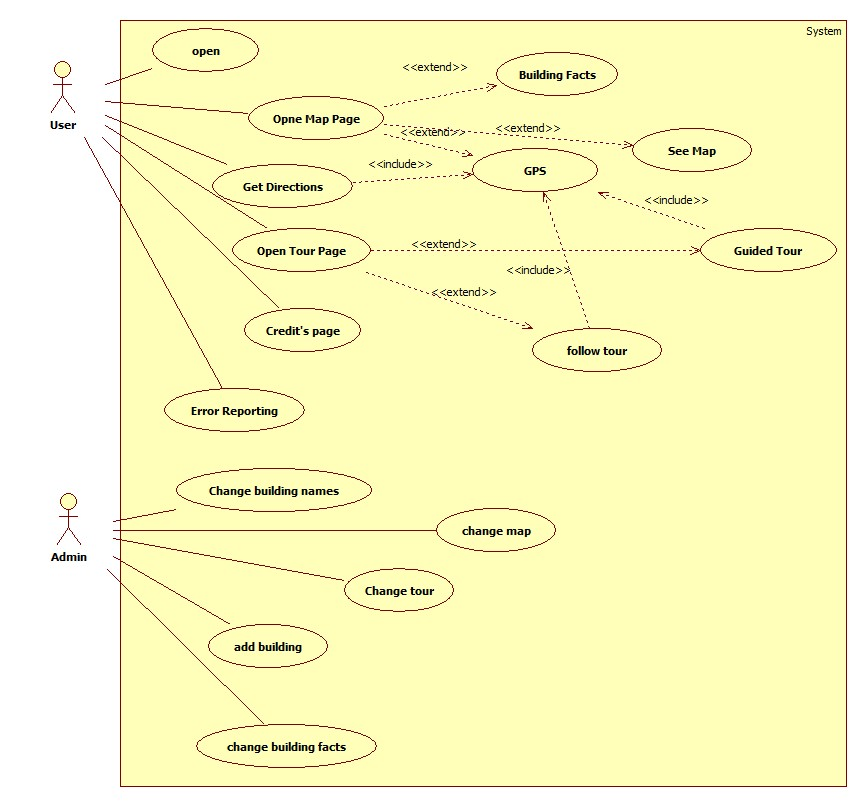 System
open
<<extend>>
Building Facts
User
Opne Map Page
<<extend>>
<<extend>>
See Map
<<include>>
GPS
Get Directions
<<include>>
<<extend>>
Open Tour Page
Guided Tour
<<include>>
<<extend>>
Credit's page
follow tour
Error Reporting
Change building names
change map
Admin
Change tour
add building
change building facts